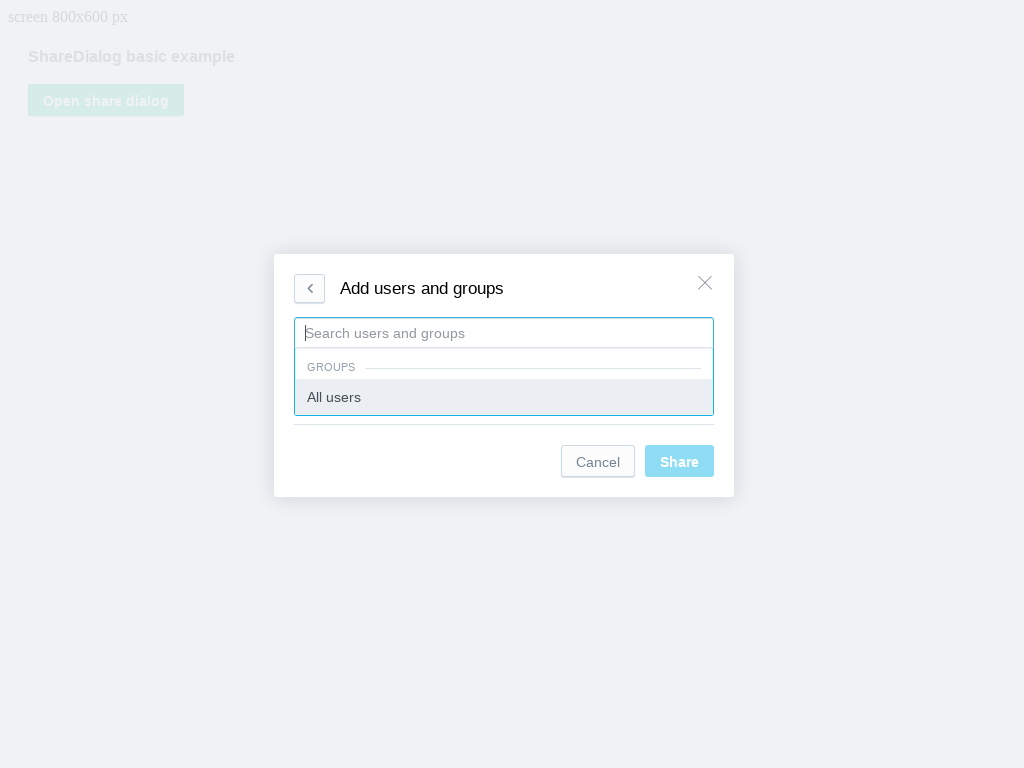 screen 800x600 px
ShareDialog basic example
Open share dialog
Add users and groups
Search users and groups
GROUPS
All users
Cancel
Share